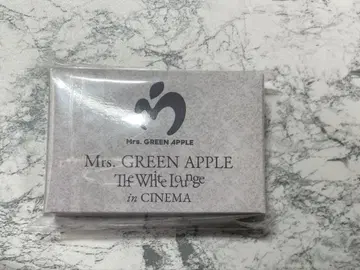 Mrs. GREEN APPLE
Mrs. GREEN APPLE
The White Lounge
in CINEMA